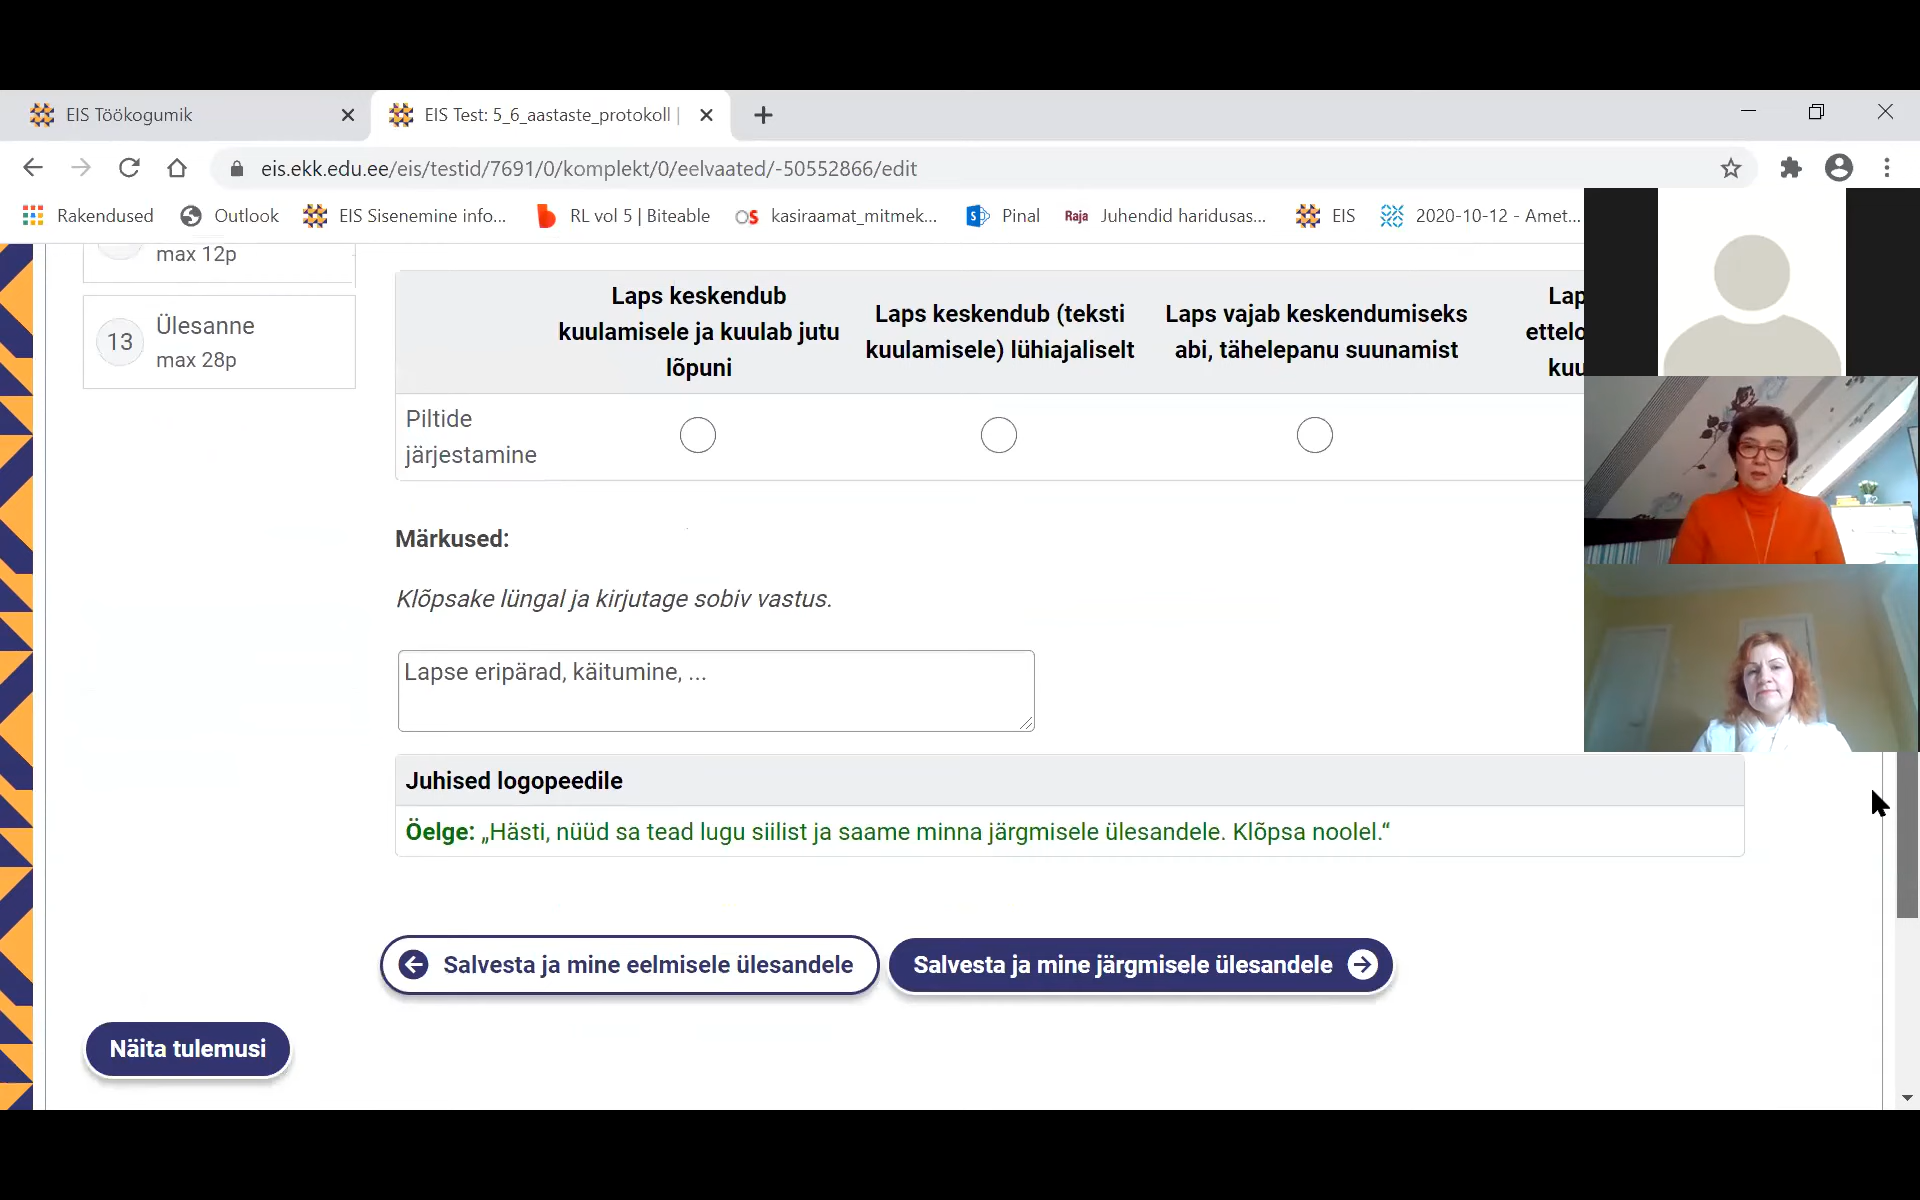 EIS Töökogumik
EIS Test: 5_6_aastaste_protokoll |
eis.ekk.edu.ee/eis/testid/7691/0/komplekt/0/eelvaated/-50552866/edit
Rakendused
Outlook
EIS Sisenemine info...
RL vol 5 | Biteable
OS
kasiraamat_mitmek...
S
Pinal
Raja
Juhendid haridusas...
EIS
2020-10-12 - Amet...
max 12p
13
Ülesanne
max 28p
Laps keskendub
kuulamisele ja kuulab jutu
lõpuni
Laps keskendub (teksti
kuulamisele) lühiajaliselt
Laps vajab keskendumiseks
abi, tähelepanu suunamist
Lap
ettelo
kuu
Piltide
järjestamine
Märkused:
Klõpsake lüngal ja kirjutage sobiv vastus.
Lapse eripärad, käitumine, ...
Juhised logopeedile
Öelge: „Hästi, nüüd sa tead lugu siilist ja saame minna järgmisele ülesandele. Klõpsa noolel.“
Salvesta ja mine eelmisele ülesandele
Salvesta ja mine järgmisele ülesandele
Näita tulemusi